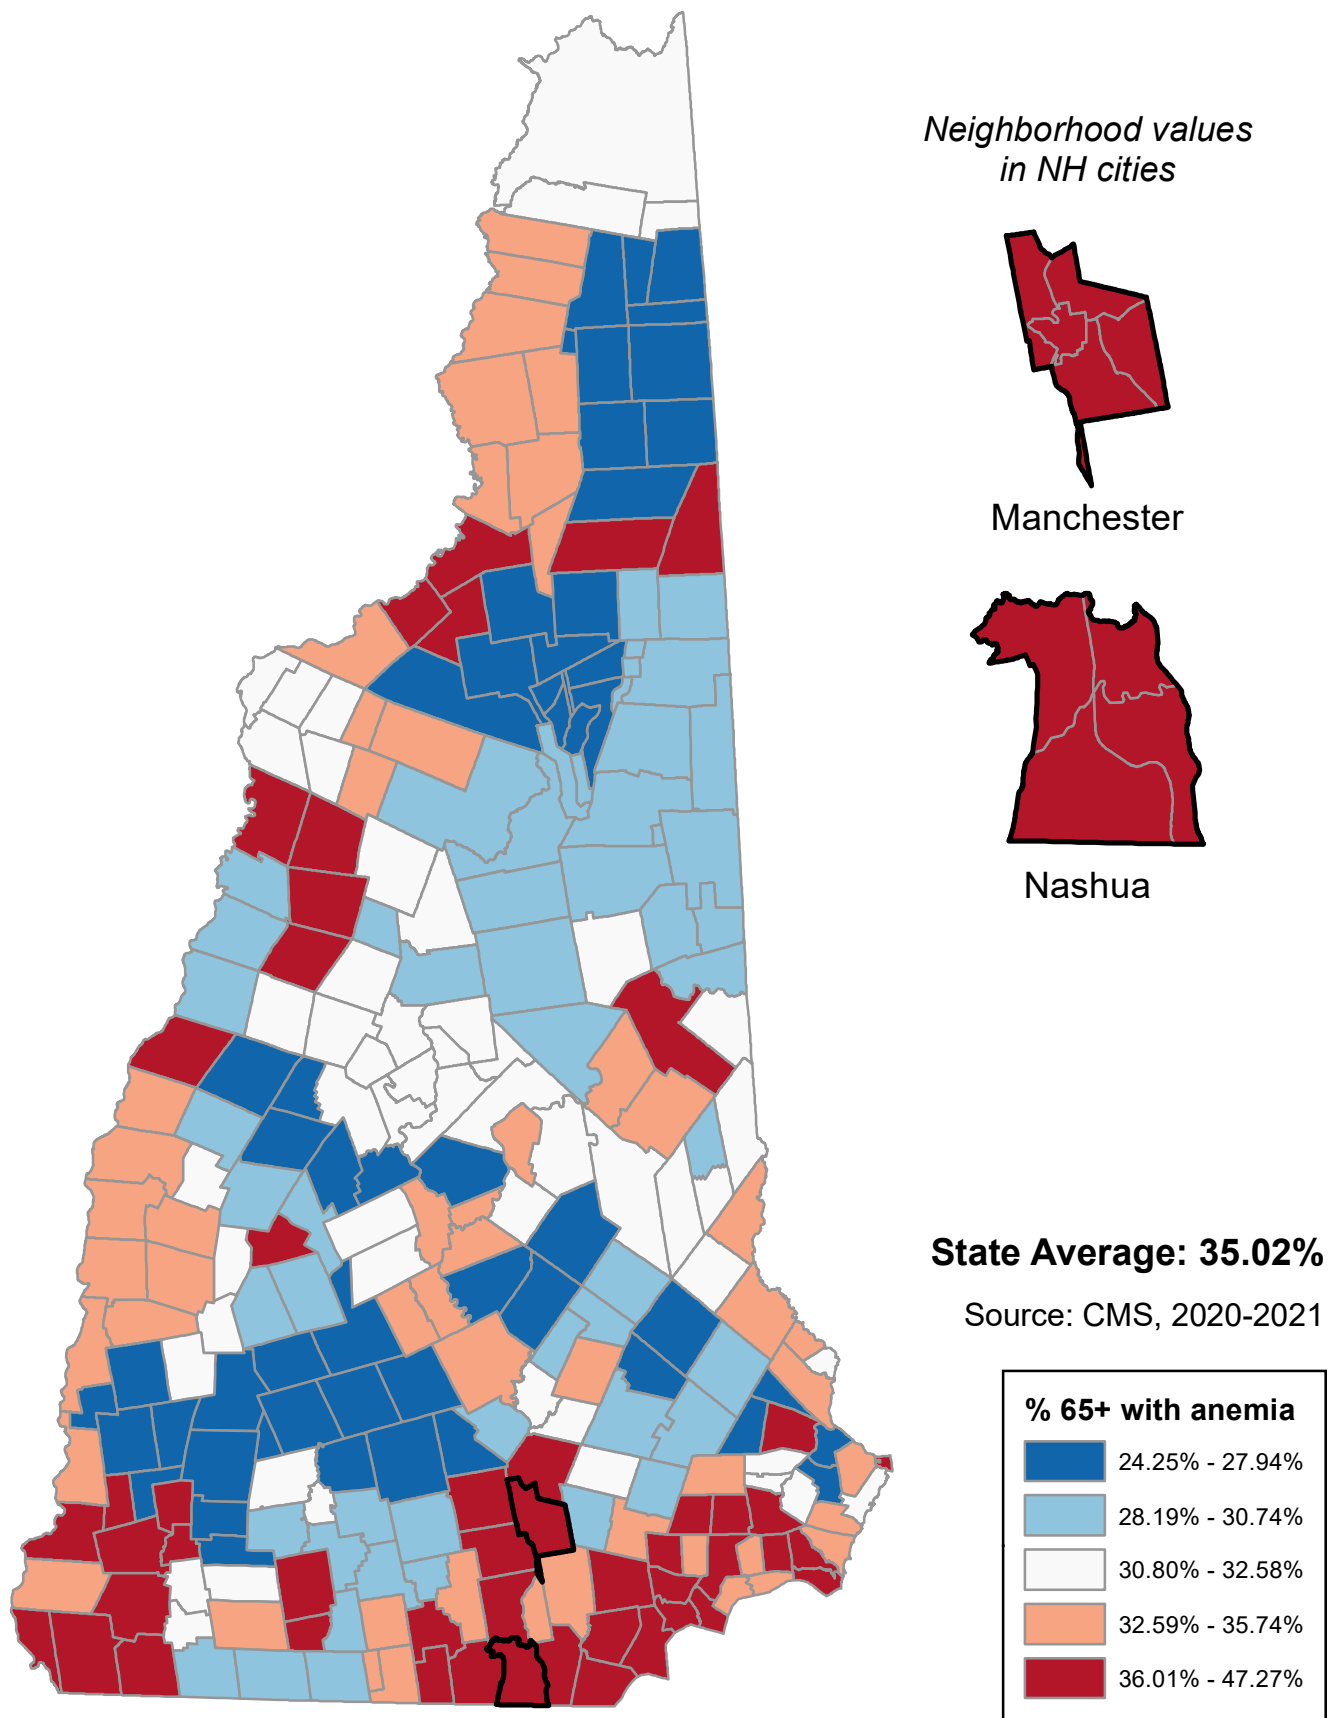 Neighborhood values
in NH cities
Manchester
Nashua
State Average: 35.02%
Source: CMS, 2020-2021
% 65+ with anemia
24.25% - 27.94%
28.19% - 30.74%
30.80% - 32.58%
32.59% - 35.74%
36.01% - 47.27%